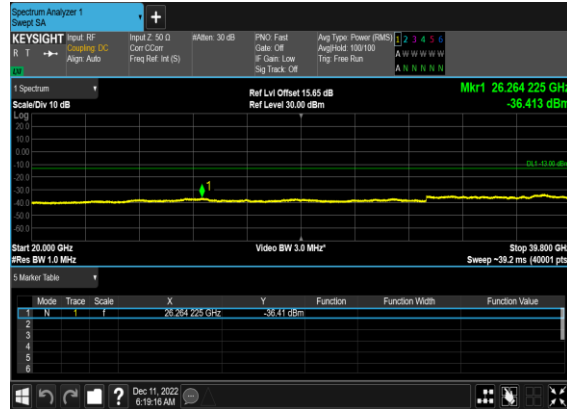 Spectrum Analyzer 1
Swept SA
+
KEYSIGHT Input: RF Input Z: 50 Ω #Atten: 30 dB PNO: Fast Avg Type: Power (RMS) 1 2 3 4 5 6
R T Coupling: DC Corr CCorr Gate: Off Avg|Hold: 100/100 A W W W W W
Align: Auto Freq Ref: Int (S) IF Gain: Low Trig: Free Run
Sig Track: Off A N N N N N
1 Spectrum Ref Lvl Offset 15.65 dB Mkr1 26.264 225 GHz
Scale/Div 10 dB Ref Level 30.00 dBm -36.413 dBm
Log
20.0
10.0
0.00
-10.0 DL1 -13.00 dBm
-20.0
-30.0 1
-40.0
-50.0
-60.0
Start 20.000 GHz Video BW 3.0 MHz* Stop 39.800 GHz
#Res BW 1.0 MHz Sweep ~39.2 ms (40001 pts)
5 Marker Table
Mode Trace Scale X Y Function Function Width Function Value
1 N 1 f 26.264 225 GHz -36.41 dBm
2
3
4
5
6
? Dec 11, 2022
6:19:16 AM